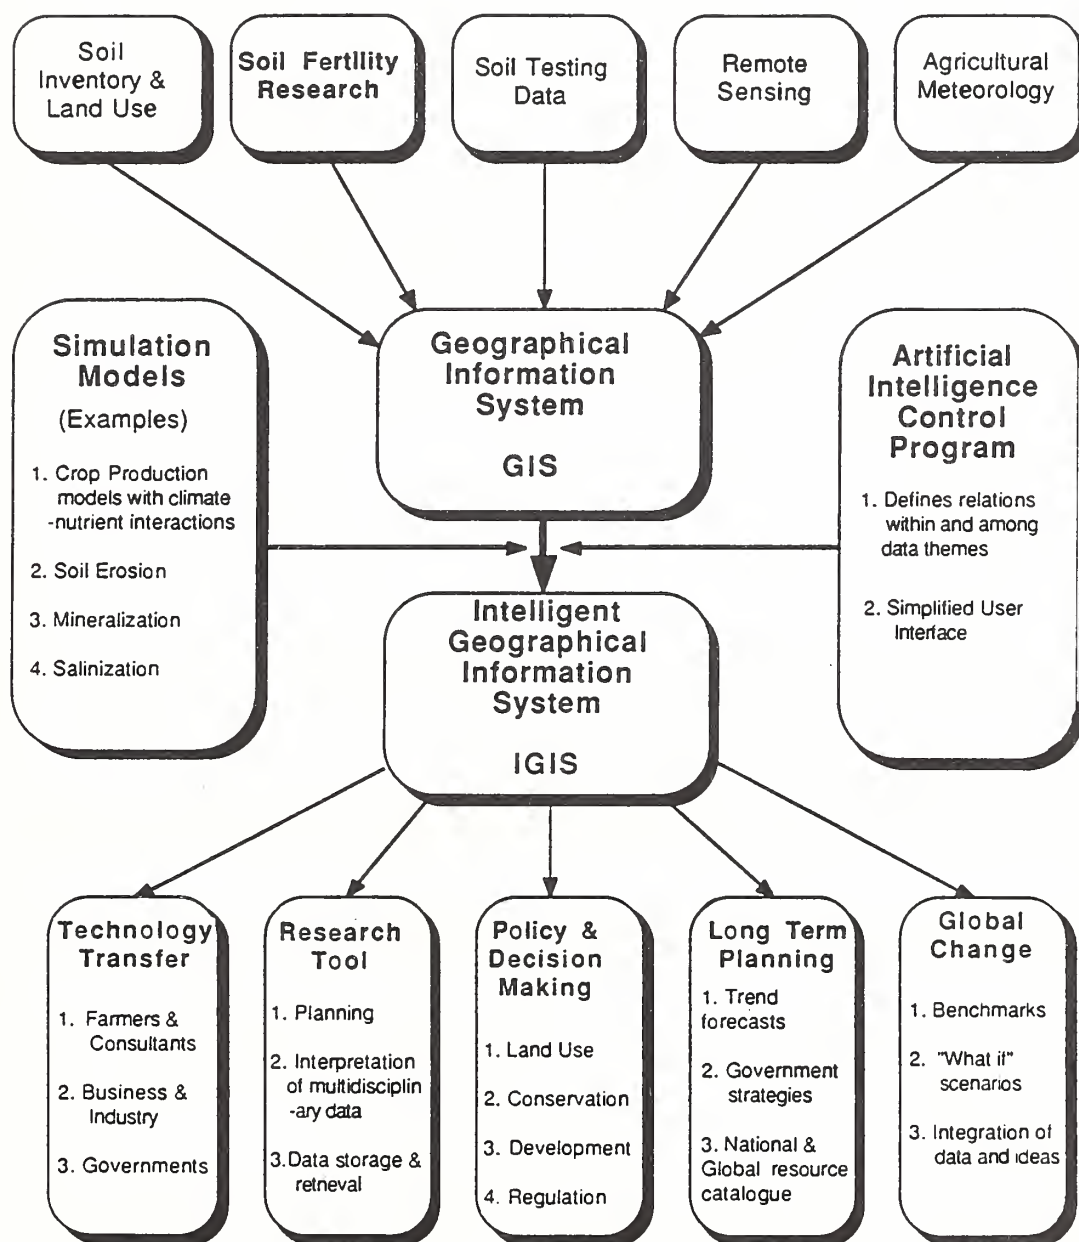 Soil
Inventory &
Land Use
Soil Fertility
Research
Soil Testing
Data
Remote
Sensing
Agricultural
Meteorology
Simulation
Models
(Examples)
1. Crop Production
models with climate
-nutrient interactions
2. Soil Erosion
3. Mineralization
4. Salinization
Geographical
Information
System
GIS
Artificial
Intelligence
Control
Program
1. Defines relations
within and among
data themes
2. Simplified User
Interface
Intelligent
Geographical
Information
System
IGIS
Technology
Transfer
1. Farmers &
Consultants
2. Business &
Industry
3. Governments
Research
Tool
1. Planning
2. Interpretation
of multidisciplin
-ary data
3. Data storage &
retrieval
Policy &
Decision
Making
1. Land Use
2. Conservation
3. Development
4. Regulation
Long Term
Planning
1. Trend
forecasts
2. Government
strategies
3. National &
Global resource
catalogue
Global
Change
1. Benchmarks
2. "What if"
scenarios
3. Integration of
data and ideas